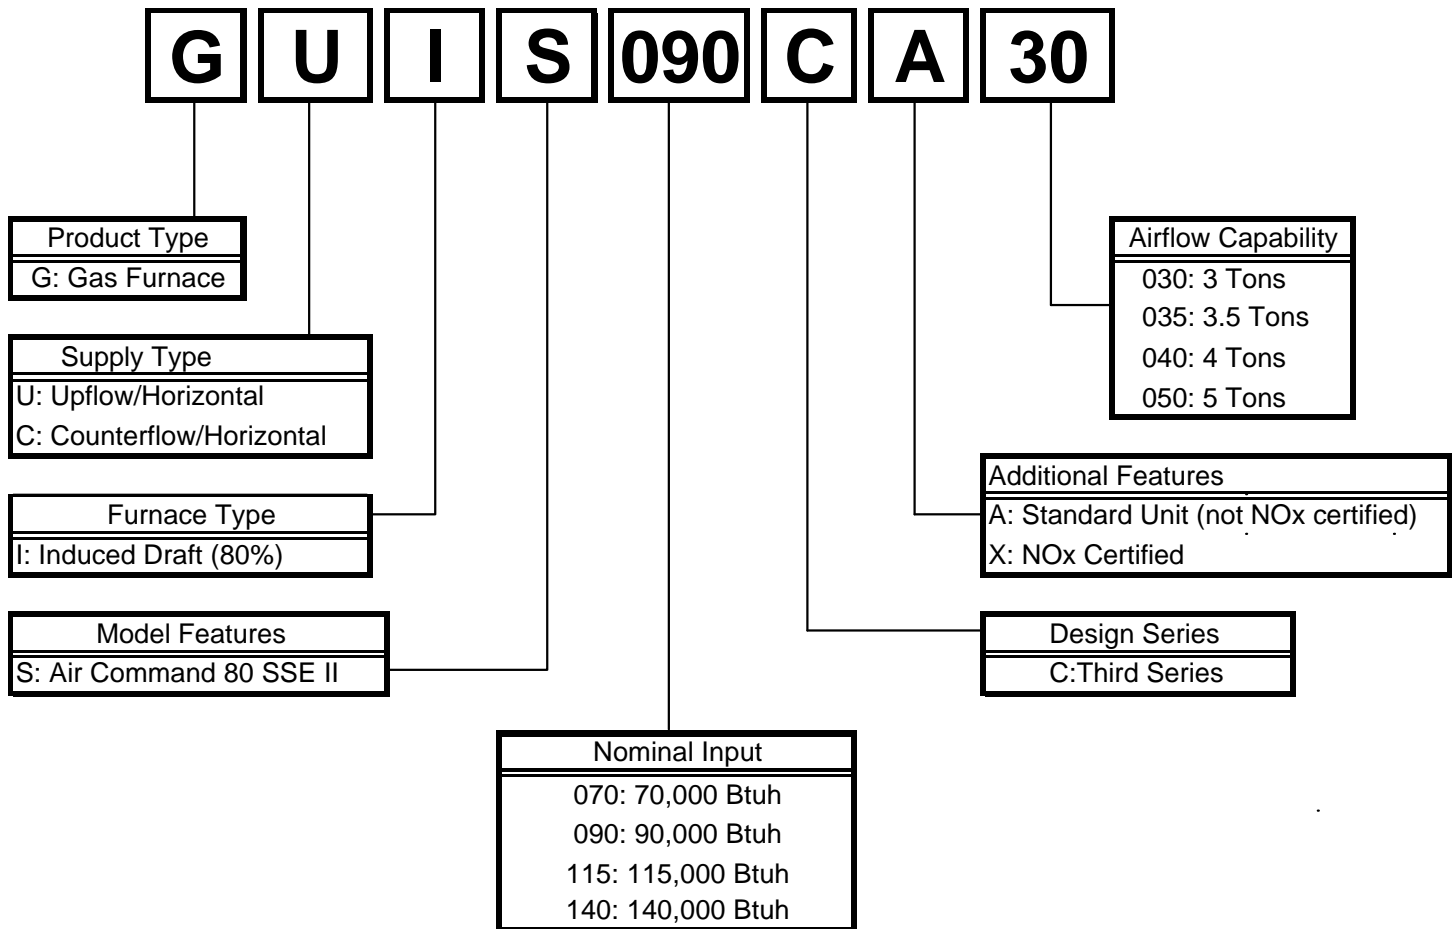 G U I S 090 C A 30
Product Type
G: Gas Furnace
Supply Type
U: Upflow/Horizontal
C: Counterflow/Horizontal
Furnace Type
I: Induced Draft (80%)
Model Features
S: Air Command 80 SSE II
Nominal Input
070: 70,000 Btuh
090: 90,000 Btuh
115: 115,000 Btuh
140: 140,000 Btuh
Airflow Capability
030: 3 Tons
035: 3.5 Tons
040: 4 Tons
050: 5 Tons
Additional Features
A: Standard Unit (not NOx certified)
X: NOx Certified
Design Series
C:Third Series